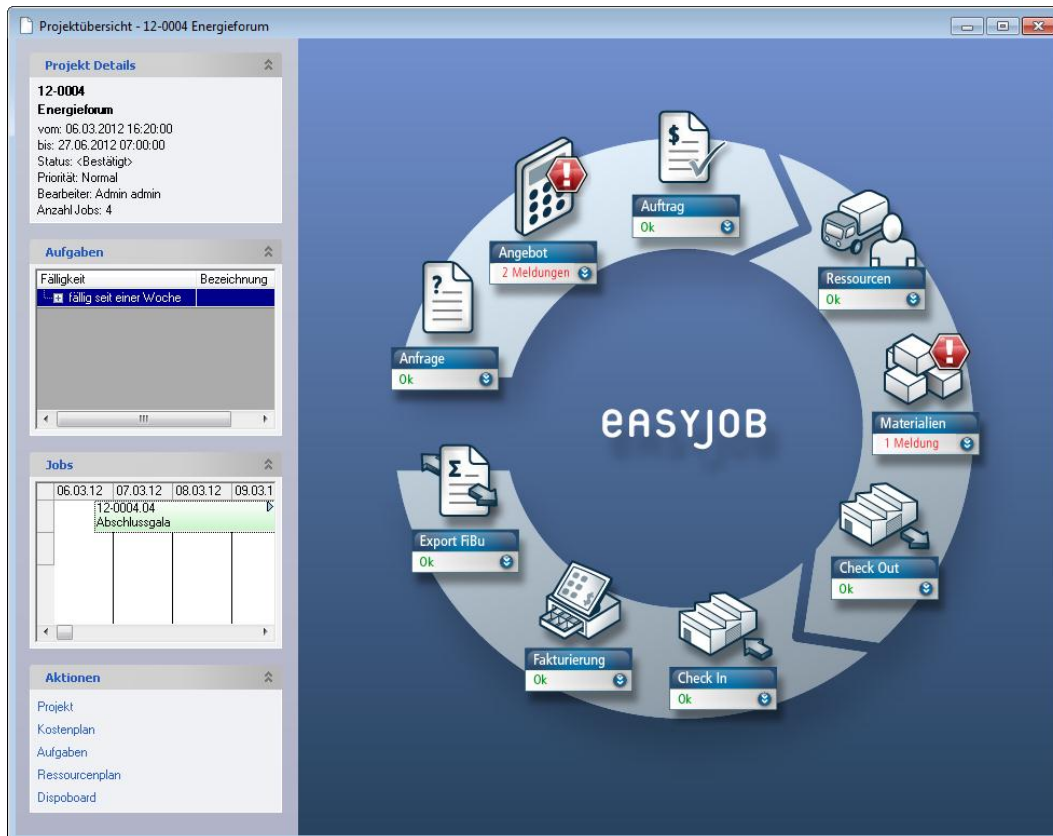 Projektübersicht - 12-0004 Energieforum
Projekt Details
12-0004
Energieforum
vom: 06.03.2012 16:20:00
bis: 27.06.2012 07:00:00
Status: <Bestätigt>
Priorität: Normal
Bearbeiter: Admin admin
Anzahl Jobs: 4
Aufgaben
Fälligkeit Bezeichnung
fällig seit einer Woche
Jobs
06.03.12 07.03.12 08.03.12 09.03.1
12-0004.04
Abschlussgala
Aktionen
Projekt
Kostenplan
Aufgaben
Ressourcenplan
Dispoboard
Anfrage
Ok
Angebot
2 Meldungen
Auftrag
Ok
Ressourcen
Ok
Materialien
1 Meldung
Check Out
Ok
Check In
Ok
Fakturierung
Ok
Export FiBu
Ok
easyjob